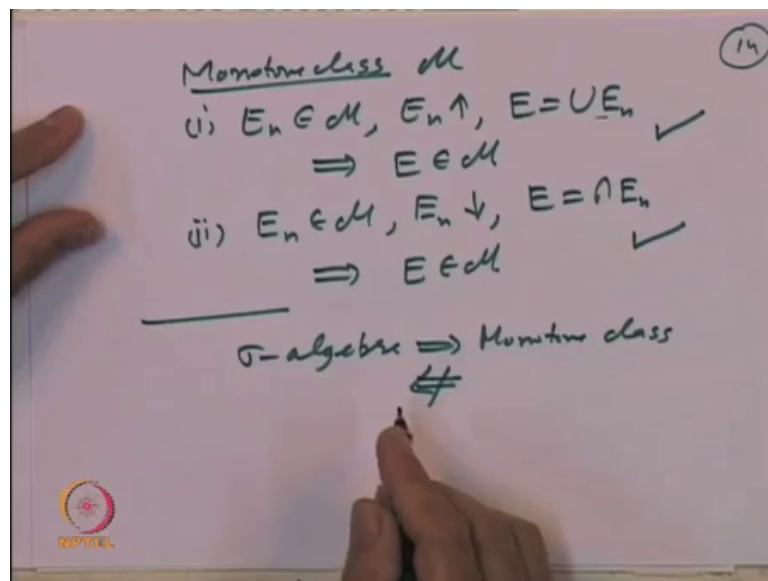 14
Monotone class M
(i) En ∈ M, En ↑, E = ∪ En ✓
⟹ E ∈ M
(ii) En ∈ M, En ↓, E = ∩ En ✓
⟹ E ∈ M
σ-algebra ⟹ Monotone class
⇍
NPTEL